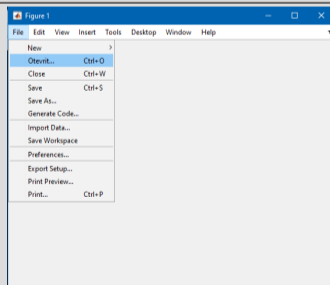 Figure 1
File Edit View Insert Tools Desktop Window Help
New
Otevrit... Ctrl+O
Close Ctrl+W
Save Ctrl+S
Save As...
Generate Code...
Import Data...
Save Workspace
Preferences...
Export Setup...
Print Preview...
Print... Ctrl+P